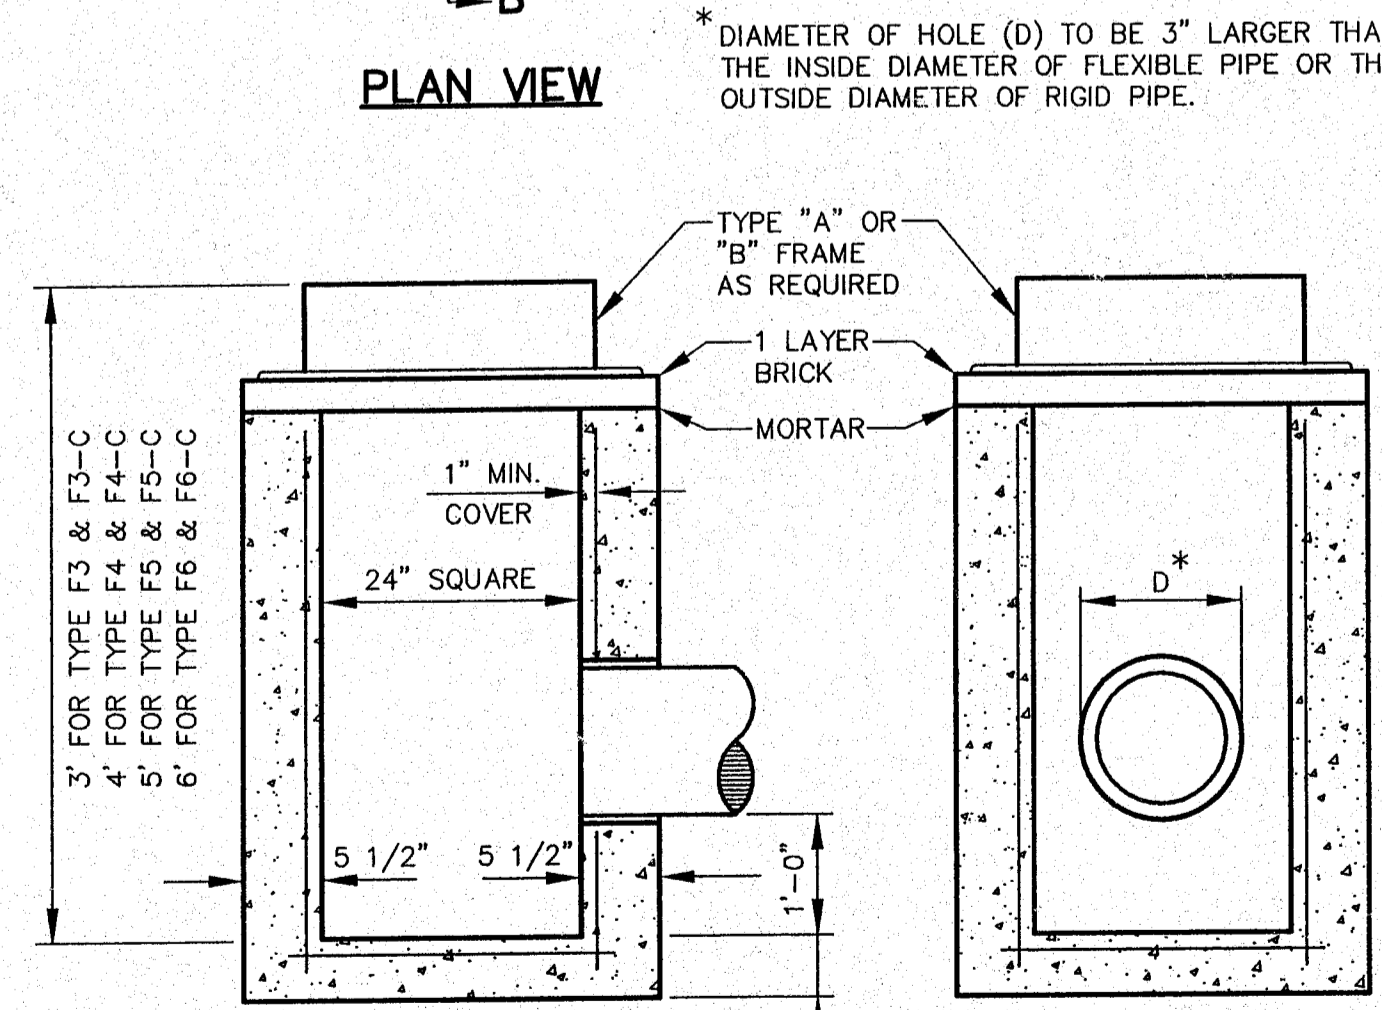 B
PLAN VIEW
* DIAMETER OF HOLE (D) TO BE 3" LARGER
THE INSIDE DIAMETER OF FLEXIBLE PIPE OR
OUTSIDE DIAMETER OF RIGID PIPE.
TYPE "A" OR
"B" FRAME
AS REQUIRED
1 LAYER
BRICK
MORTAR
3' FOR TYPE F3 & F3-C
4' FOR TYPE F4 & F4-C
5' FOR TYPE F5 & F5-C
6' FOR TYPE F6 & F6-C
1" MIN.
COVER
24" SQUARE
D*
5 1/2"
5 1/2"
1'-0"